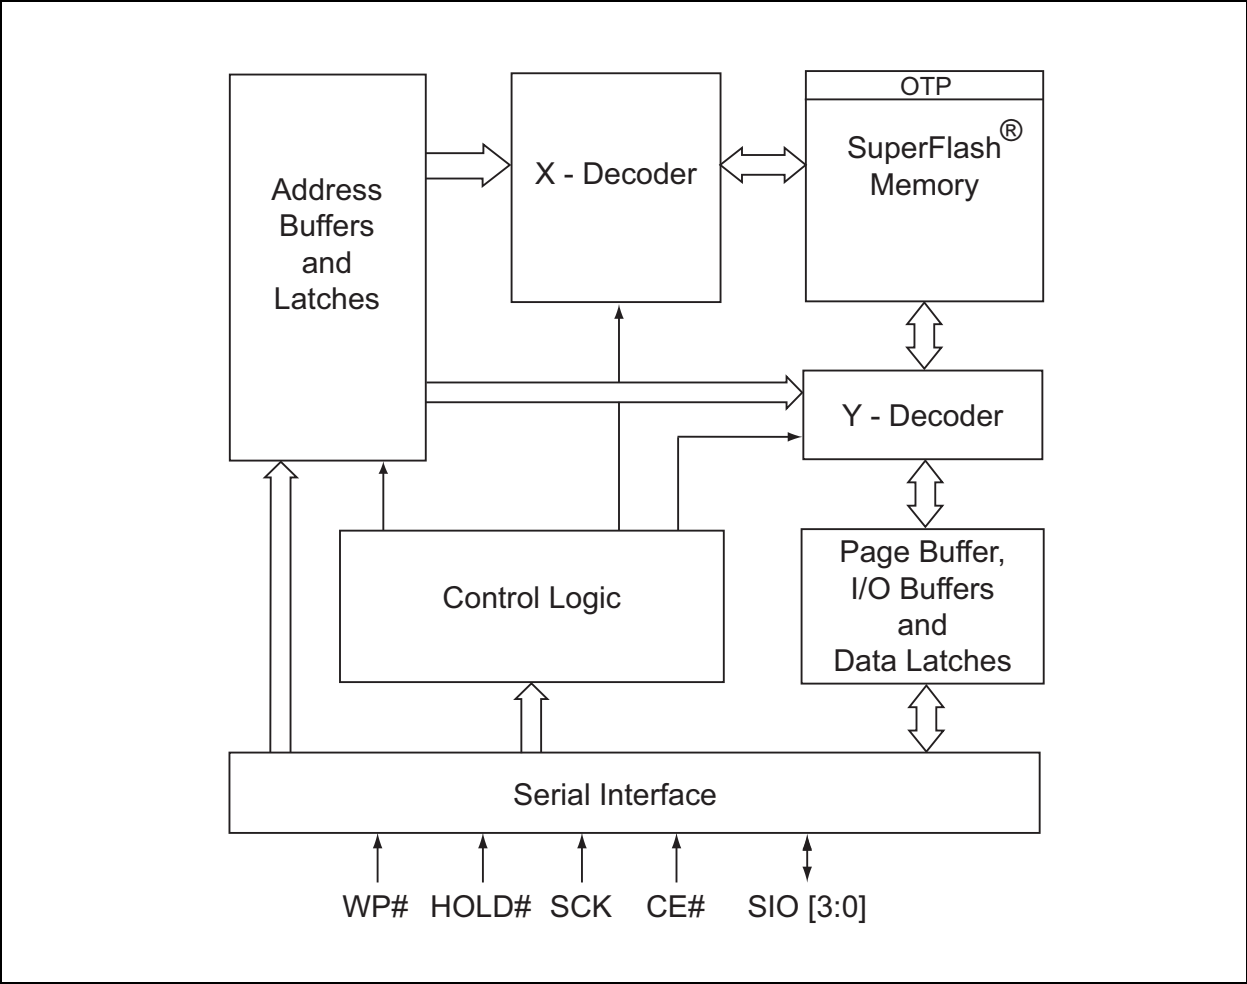 OTP
Address
Buffers
and
Latches
X - Decoder
SuperFlash®
Memory
Y - Decoder
Control Logic
Page Buffer,
I/O Buffers
and
Data Latches
Serial Interface
WP# HOLD# SCK CE# SIO [3:0]